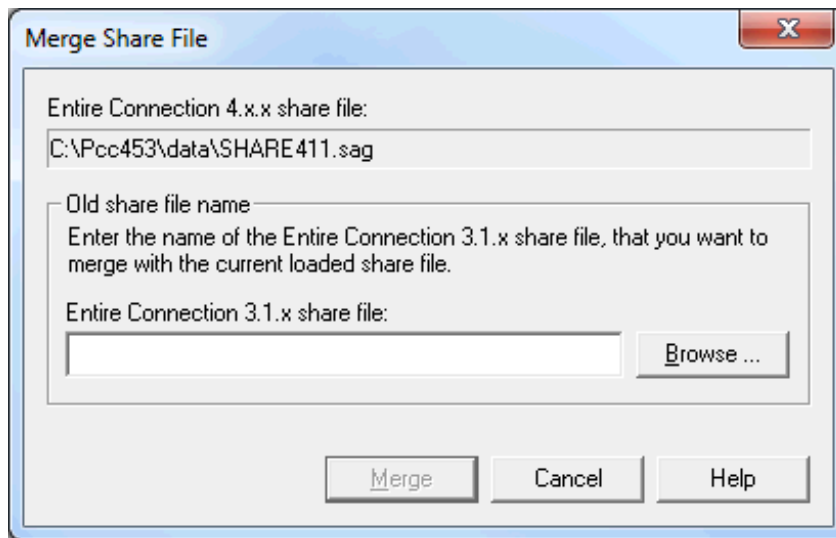 Merge Share File
Entire Connection 4.x.x share file:
C:\Pcc453\data\SHARE411.sag
Old share file name
Enter the name of the Entire Connection 3.1.x share file, that you want to
merge with the current loaded share file.
Entire Connection 3.1.x share file:
Browse ...
Merge
Cancel
Help